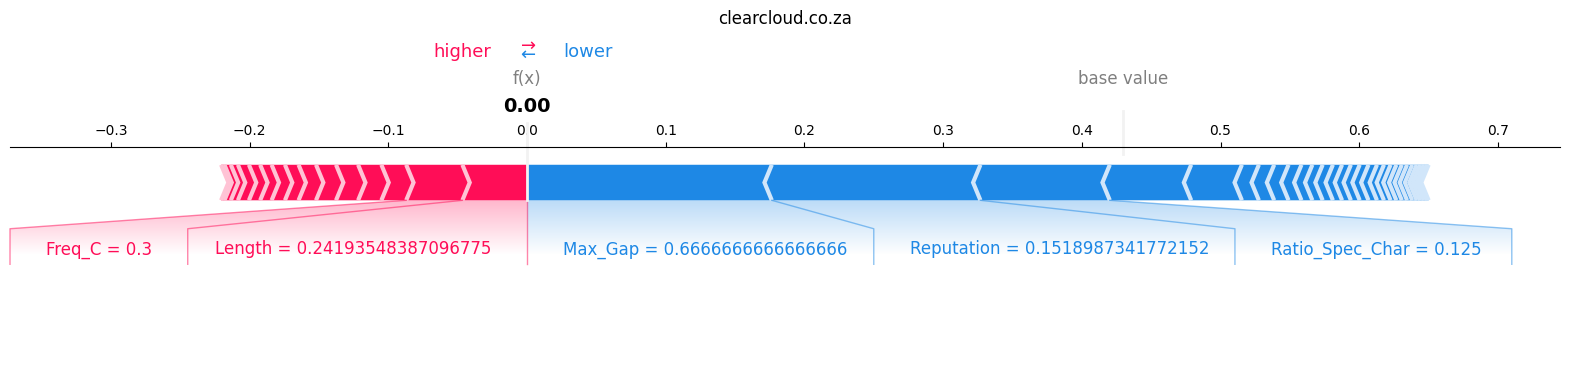 clearcloud.co.za
higher ⇄ lower
f(x) base value
0.00
−0.3 −0.2 −0.1 0.0 0.1 0.2 0.3 0.4 0.5 0.6 0.7
Freq_C = 0.3 Length = 0.24193548387096775 Max_Gap = 0.6666666666666666 Reputation = 0.1518987341772152 Ratio_Spec_Char = 0.125